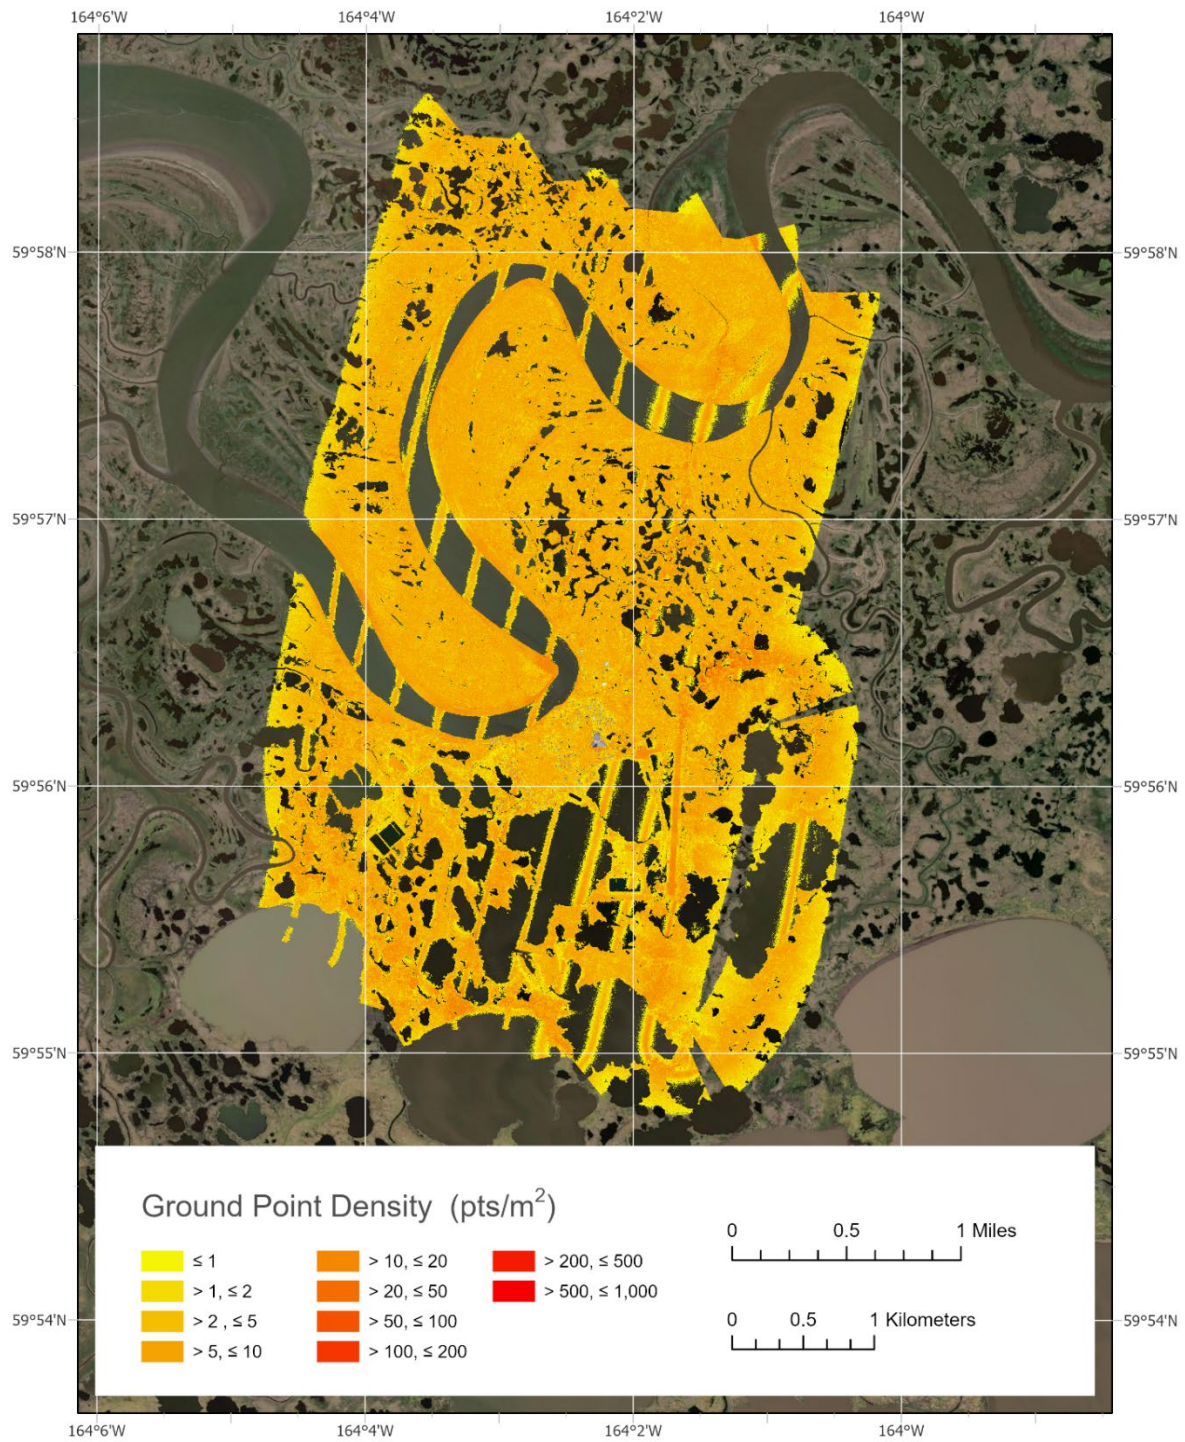 164°6'W 164°4'W 164°2'W 164°W
59°58'N 59°58'N
59°57'N 59°57'N
59°56'N 59°56'N
59°55'N 59°55'N
Ground Point Density (pts/m²)
0 0.5 1 Miles
≤ 1 > 10, ≤ 20 > 200, ≤ 500
> 1, ≤ 2 > 20, ≤ 50 > 500, ≤ 1,000
> 2 , ≤ 5 > 50, ≤ 100 0 0.5 1 Kilometers
59°54'N 59°54'N
> 5, ≤ 10 > 100, ≤ 200
164°6'W 164°4'W 164°2'W 164°W